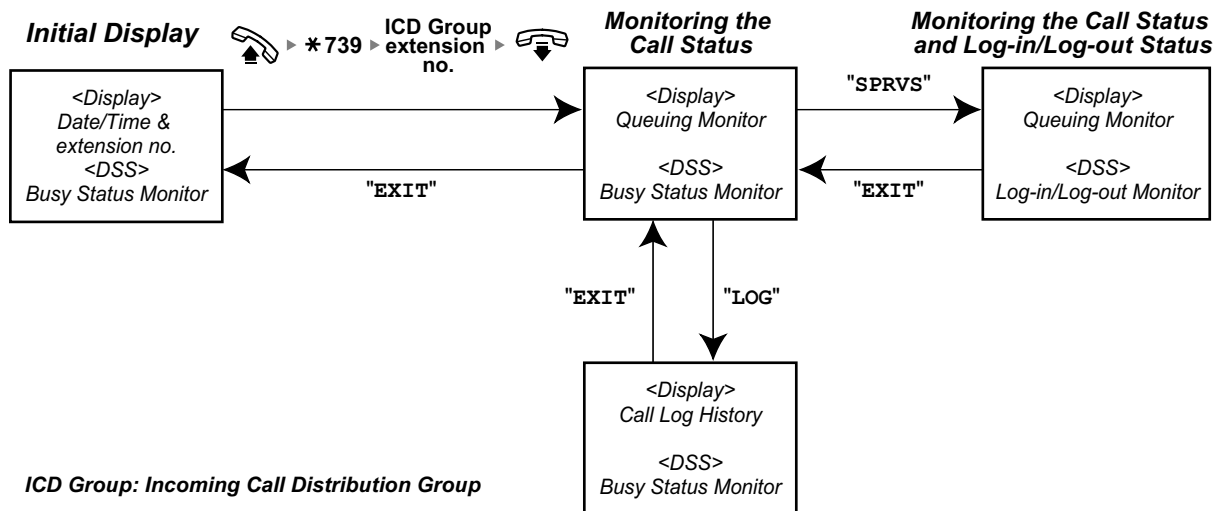 Initial Display
*739
ICD Group
extension
no.
Monitoring the
Call Status
Monitoring the Call Status
and Log-in/Log-out Status
<Display>
Date/Time &
extension no.
<DSS>
Busy Status Monitor
"EXIT"
<Display>
Queuing Monitor
<DSS>
Busy Status Monitor
"SPRVS"
"EXIT"
<Display>
Queuing Monitor
<DSS>
Log-in/Log-out Monitor
"EXIT"
"LOG"
<Display>
Call Log History
<DSS>
Busy Status Monitor
ICD Group: Incoming Call Distribution Group